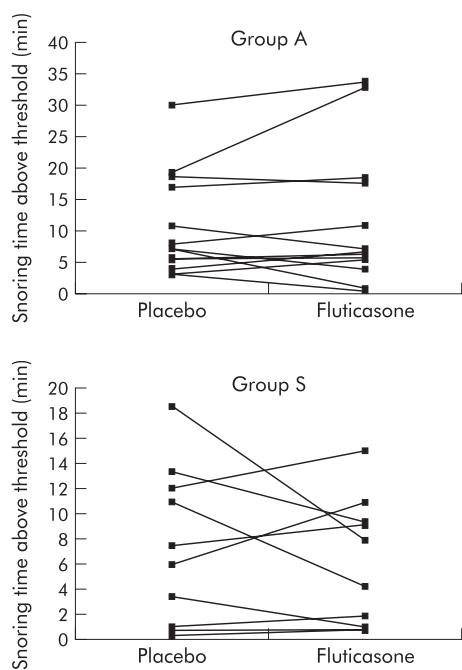 Group A
Snoring time above threshold (min)
40
35
30
25
20
15
10
5
0
Placebo
Fluticasone
Group S
Snoring time above threshold (min)
20
18
16
14
12
10
8
6
4
2
0
Placebo
Fluticasone